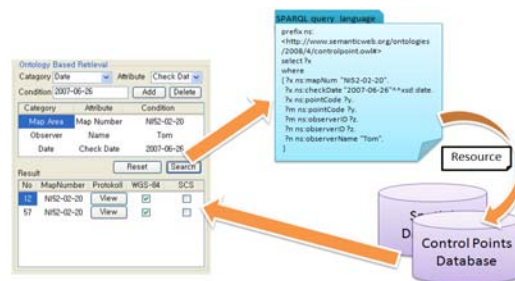 Ontology Based Retrieval
Catagory Date Attribute Check Dat
Condition 2007-06-26 Add Delete
Category Attribute Condition
Map Area Map Number NI52-02-20
Observer Name Tom
Date Check Date 2007-06-26
Reset Search
Result
No MapNumber Protokoll WGS-84 SCS
12 NI52-02-20 View
57 NI52-02-20 View
SPARQL query language
prefix ns:
<http://www.semanticweb.org/ontologies
/2008/4/controlpoint.owl#>
select ?x
where
{ ?x ns:mapNum "NI52-02-20".
?x ns:checkDate "2007-06-26"^^xsd:date.
?x ns:pointCode ?y.
?n ns:pointCode ?y.
?n ns:observerID ?z.
?m ns:observerID ?z.
?m ns:observerName "Tom".
}
Resource
Control Points
Database